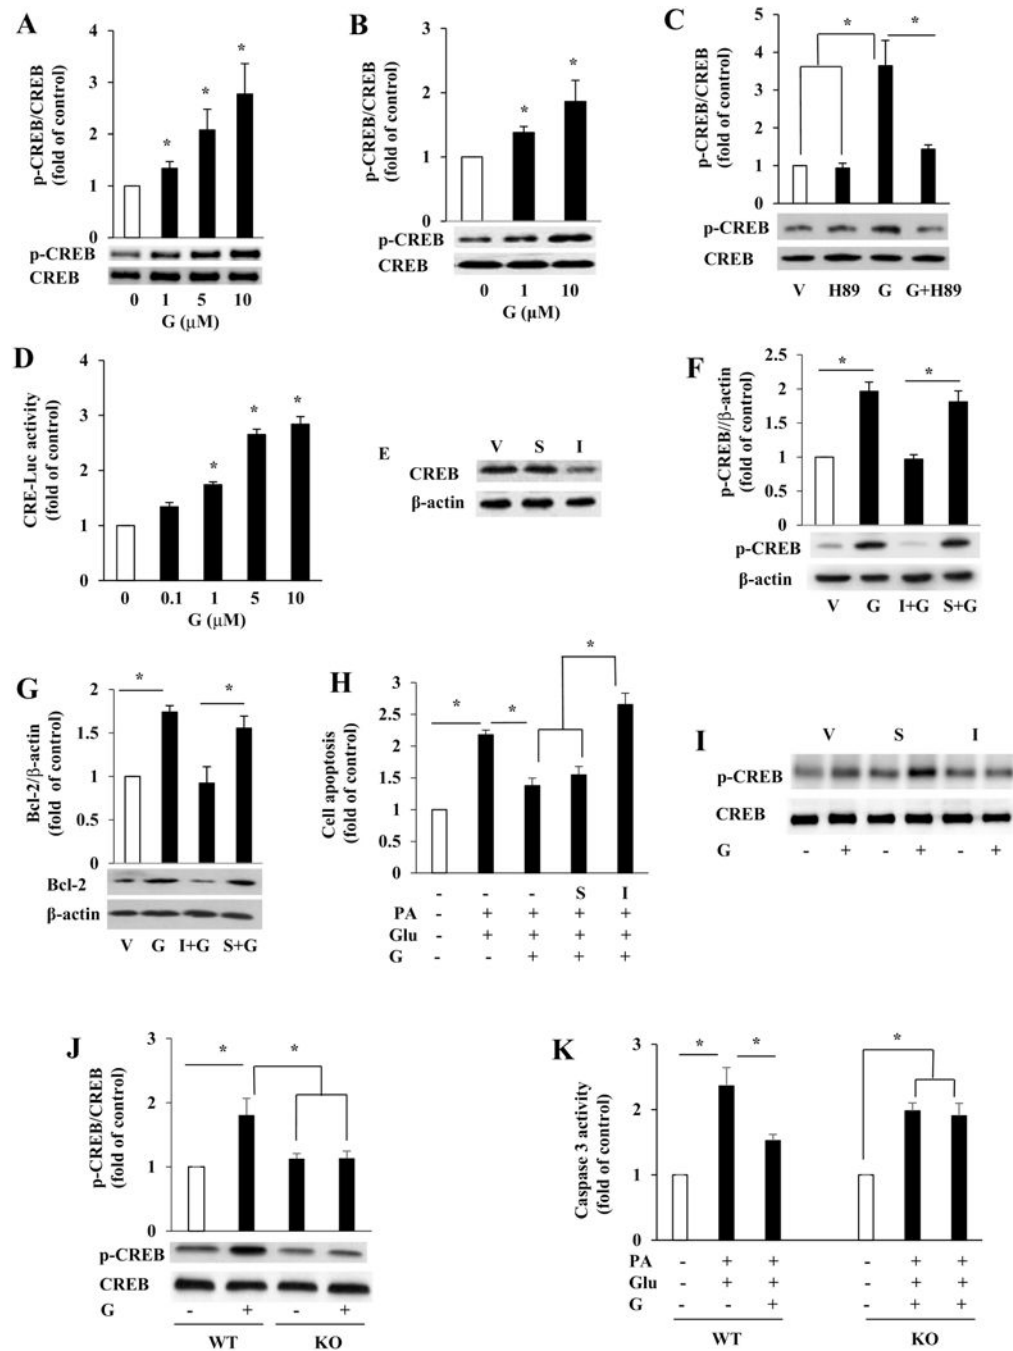 A
p-CREB/CREB
(fold of control)
4
3
2
1
0
* * *
p-CREB
CREB
0 1 5 10
G (μM)
B
p-CREB/CREB
(fold of control)
3
2
1
0
* *
p-CREB
CREB
0 1 10
G (μM)
C
p-CREB/CREB
(fold of control)
5
4
3
2
1
0
* *
p-CREB
CREB
V H89 G G+H89
D
CRE-Luc activity
(fold of control)
4
3
2
1
0
* * *
0 0.1 1 5 10
G (μM)
E
V S I
CREB
β-actin
F
p-CREB//β-actin
(fold of control)
2.5
2
1.5
1
0.5
0
* *
p-CREB
β-actin
V G I+G S+G
G
Bcl-2/β-actin
(fold of control)
2
1.5
1
0.5
0
* *
Bcl-2
β-actin
V G I+G S+G
H
Cell apoptosis
(fold of control)
3
2.5
2
1.5
1
0.5
0
* * *
- - - S I
PA - + + + +
Glu - + + + +
G - - + + +
I
V S I
p-CREB
CREB
G - + - + - +
J
p-CREB/CREB
(fold of control)
3
2
1
0
* *
p-CREB
CREB
G - + - +
WT KO
K
Caspase 3 activity
(fold of control)
3
2
1
0
* * *
PA - + + - + +
Glu - + + - + +
G - - + - + +
WT KO